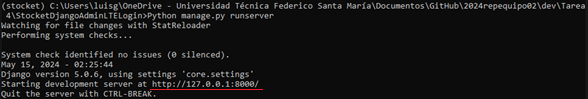 (stocket) C:\Users\luisg\OneDrive - Universidad Técnica Federico Santa María\Documents\GitHub\2024repequipo02\dev\Tarea
4\StocketDjangoAdminLTELogin>Python manage.py runserver
Watching for file changes with StatReloader
Performing system checks...
System check identified no issues (0 silenced).
May 15, 2024 - 02:25:44
Django version 5.0.6, using settings 'core.settings'
Starting development server at http://127.0.0.1:8000/
Quit the server with CTRL-BREAK.